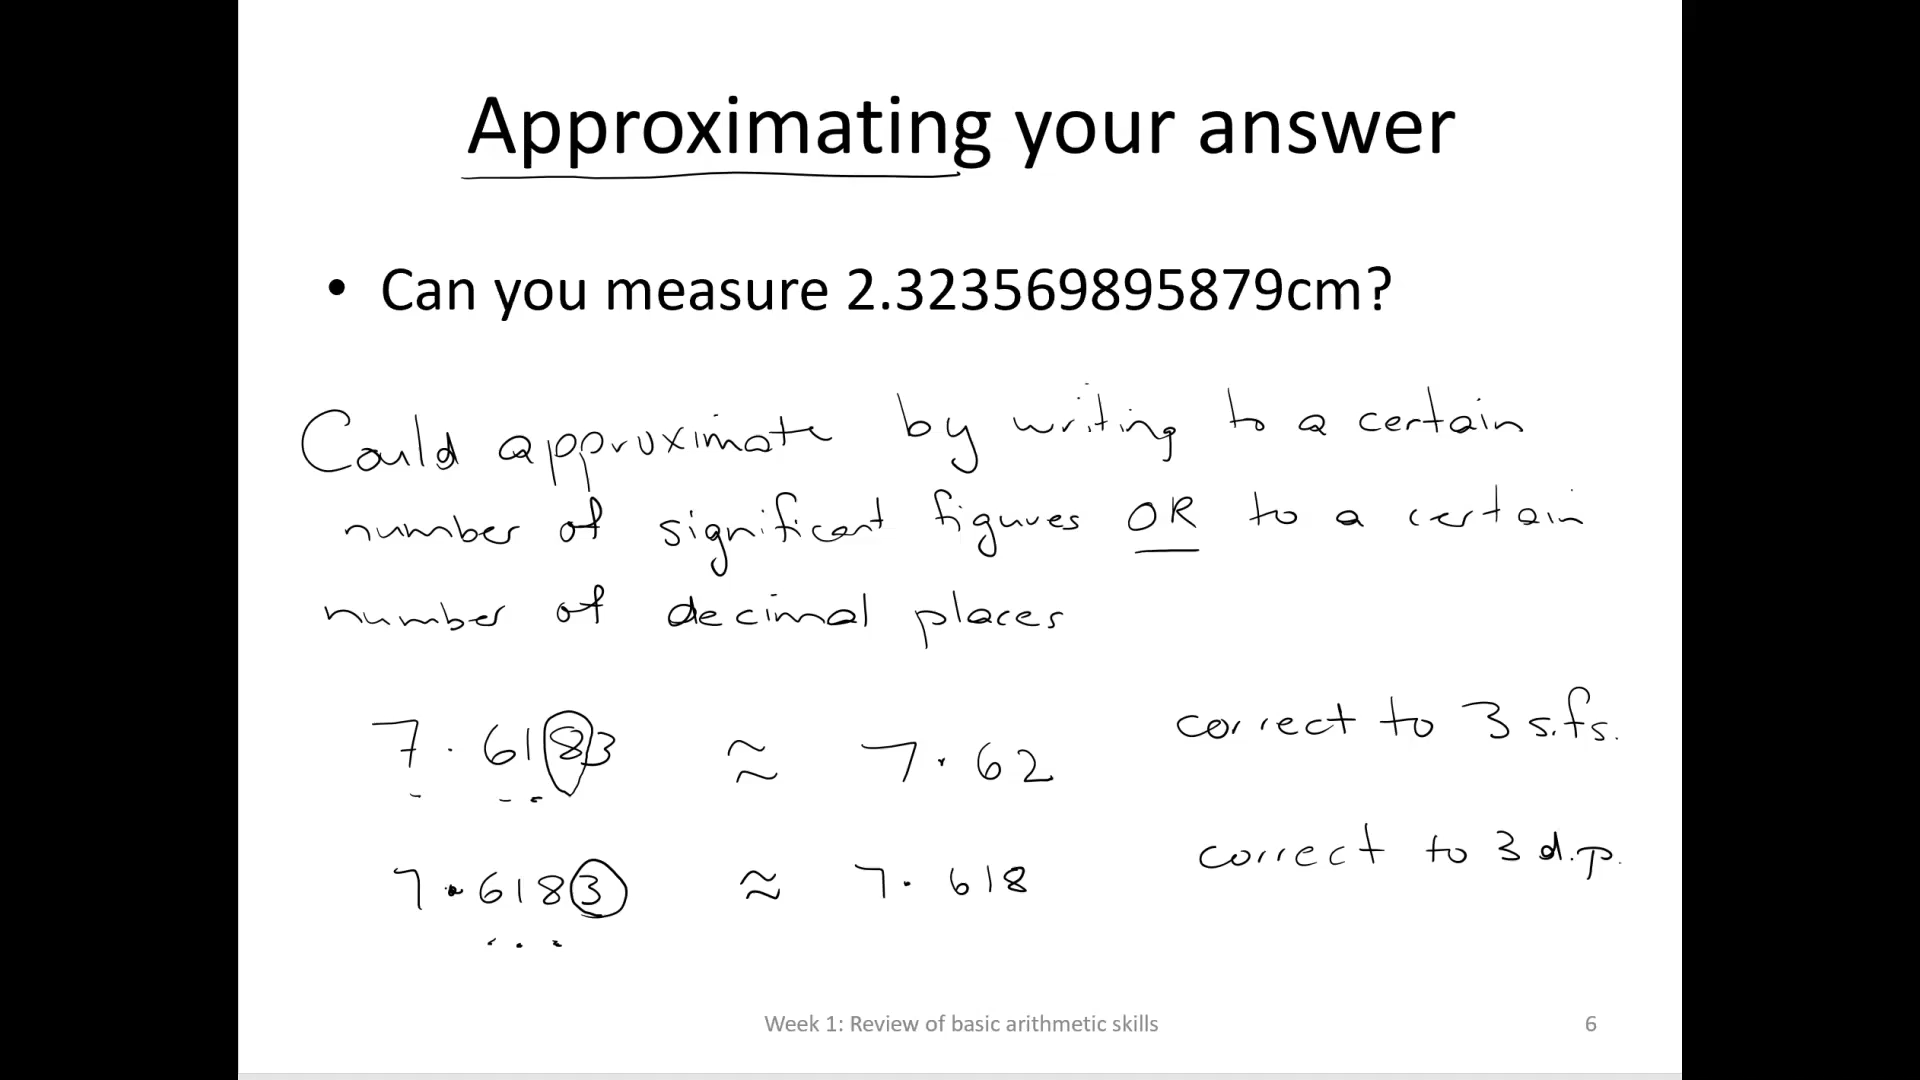 Approximating your answer
• Can you measure 2.323569895879cm?
Could approximate by writing to a certain
number of significant figures OR to a certain
number of decimal places
7.6183 ≈ 7.62 correct to 3 s.fs.
7.6183 ≈ 7.618 correct to 3 d.p.
Week 1: Review of basic arithmetic skills 6